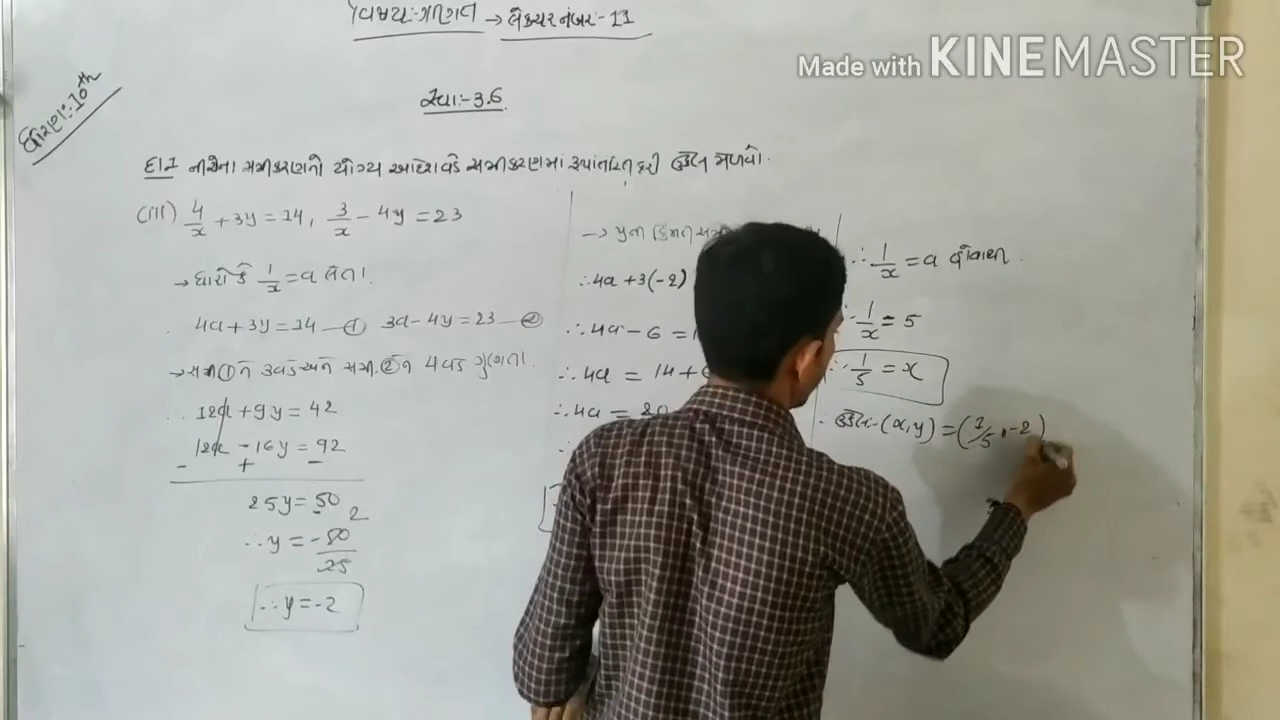 વિષય:-ગણિત → લેક્ચર નંબર:-11
Made with KINEMASTER
ધોરણ:-10th
સ્વા:-3.6
દા.1 નીચેના સમીકરણની યોગ્ય આદેશ વડે સમીકરણમાં રૂપાંતરિત કરી ઉકેલ મેળવો.
(iii) 4/x + 3y = 14, 3/x - 4y = 23
→ ધારો કે 1/x = a લેતા.
4a + 3y = 14 —① 3a - 4y = 23 —②
→ સમી ① ને 3 વડે અને સમી. ② ને 4 વડે ગુણતા.
∴ 12a + 9y = 42
12a - 16y = 92
- + -
25y = -50
∴ y = -50/25 2
∴ y = -2
→ yની કિંમત
∴ 4a + 3(-2)
∴ 4a - 6 =
∴ 4a = 14 +
∴ 4a = 20
∴ 1/x = a
∴ 1/x = 5
∴ 1/5 = x
∴ ઉકેલ:- (x, y) = (1/5, -2)